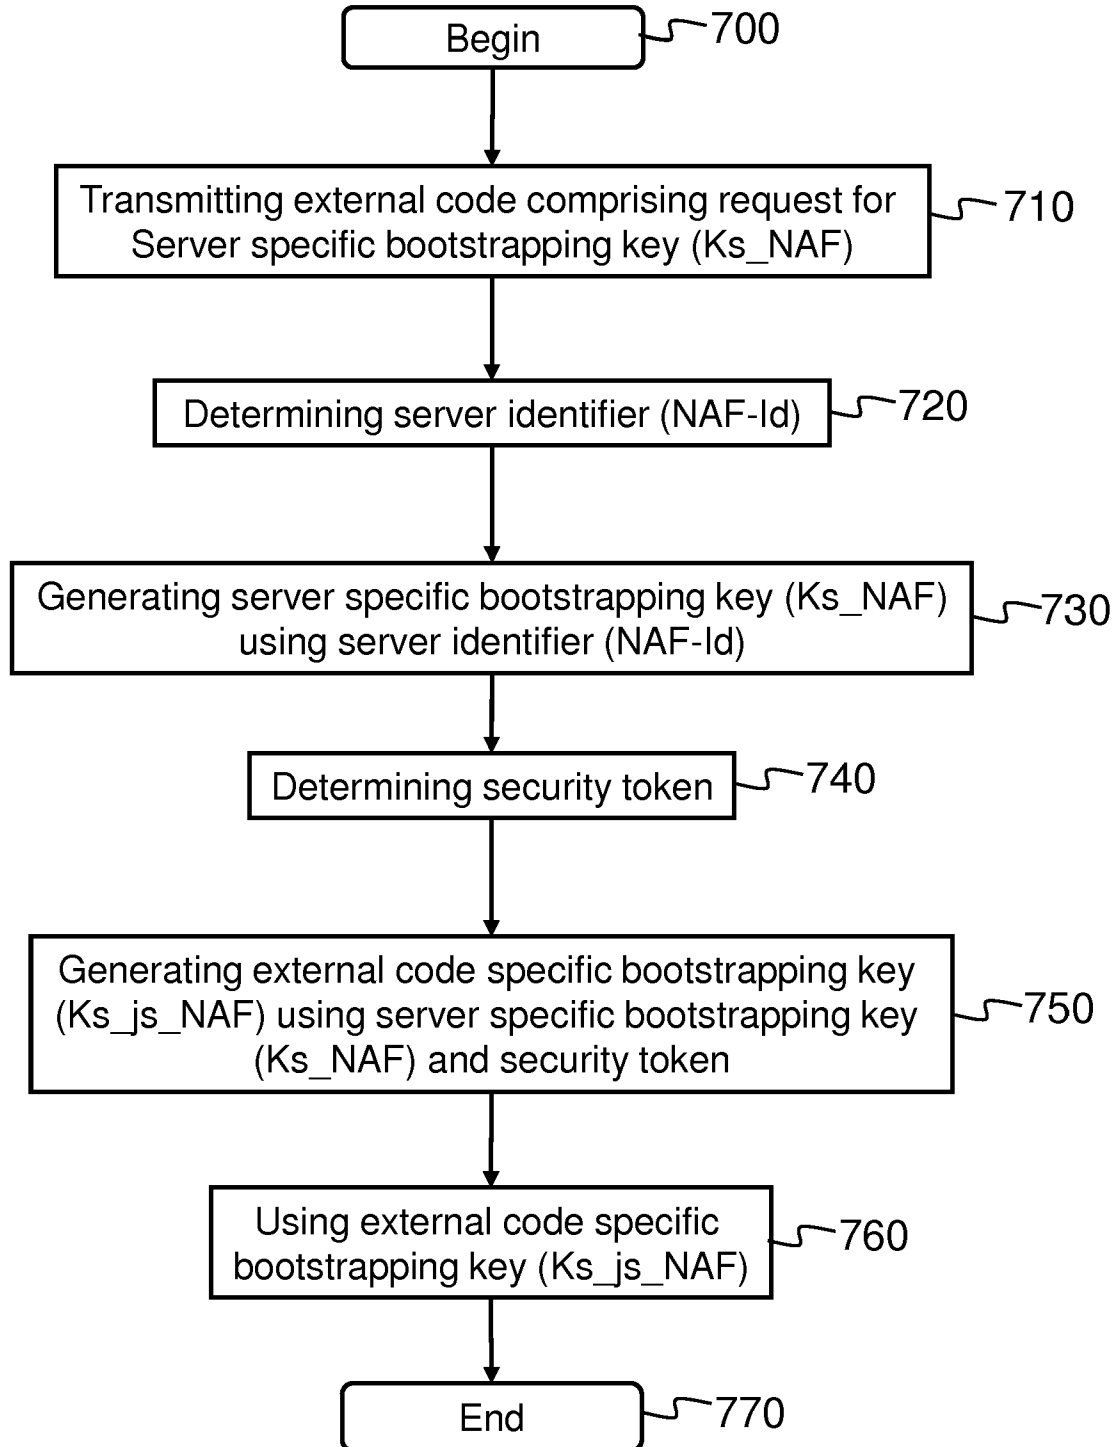 Begin
700
Transmitting external code comprising request for
Server specific bootstrapping key (Ks_NAF)
710
Determining server identifier (NAF-Id)
720
Generating server specific bootstrapping key (Ks_NAF)
using server identifier (NAF-Id)
730
Determining security token
740
Generating external code specific bootstrapping key
(Ks_js_NAF) using server specific bootstrapping key
(Ks_NAF) and security token
750
Using external code specific
bootstrapping key (Ks_js_NAF)
760
End
770